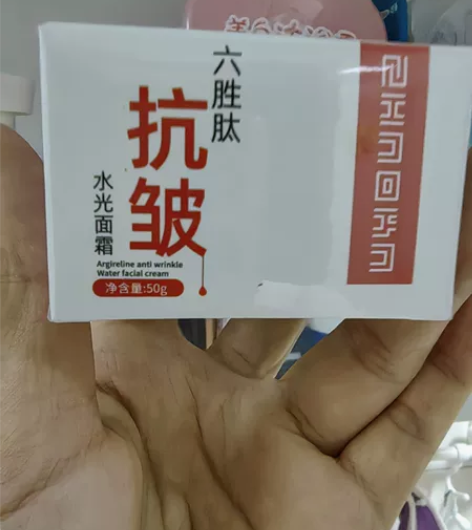 六胜肽
抗皱
水光面霜
Argireline anti wrinkle
Water facial cream
净含量:50g